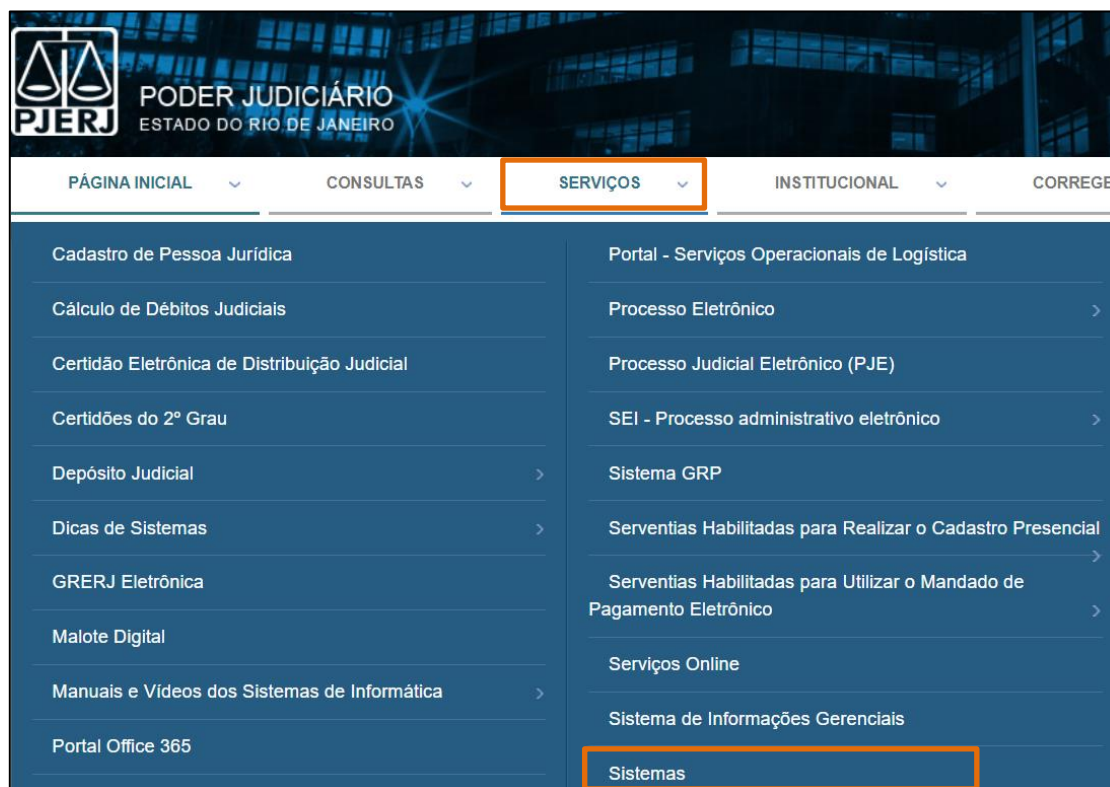 PJERJ
PODER JUDICIÁRIO
ESTADO DO RIO DE JANEIRO
PÁGINA INICIAL
CONSULTAS
SERVIÇOS
INSTITUCIONAL
CORREGE
Cadastro de Pessoa Jurídica
Cálculo de Débitos Judiciais
Certidão Eletrônica de Distribuição Judicial
Certidões do 2º Grau
Depósito Judicial
Dicas de Sistemas
GRERJ Eletrônica
Malote Digital
Manuais e Vídeos dos Sistemas de Informática
Portal Office 365
Portal - Serviços Operacionais de Logística
Processo Eletrônico
Processo Judicial Eletrônico (PJE)
SEI - Processo administrativo eletrônico
Sistema GRP
Serventias Habilitadas para Realizar o Cadastro Presencial
Serventias Habilitadas para Utilizar o Mandado de
Pagamento Eletrônico
Serviços Online
Sistema de Informações Gerenciais
Sistemas